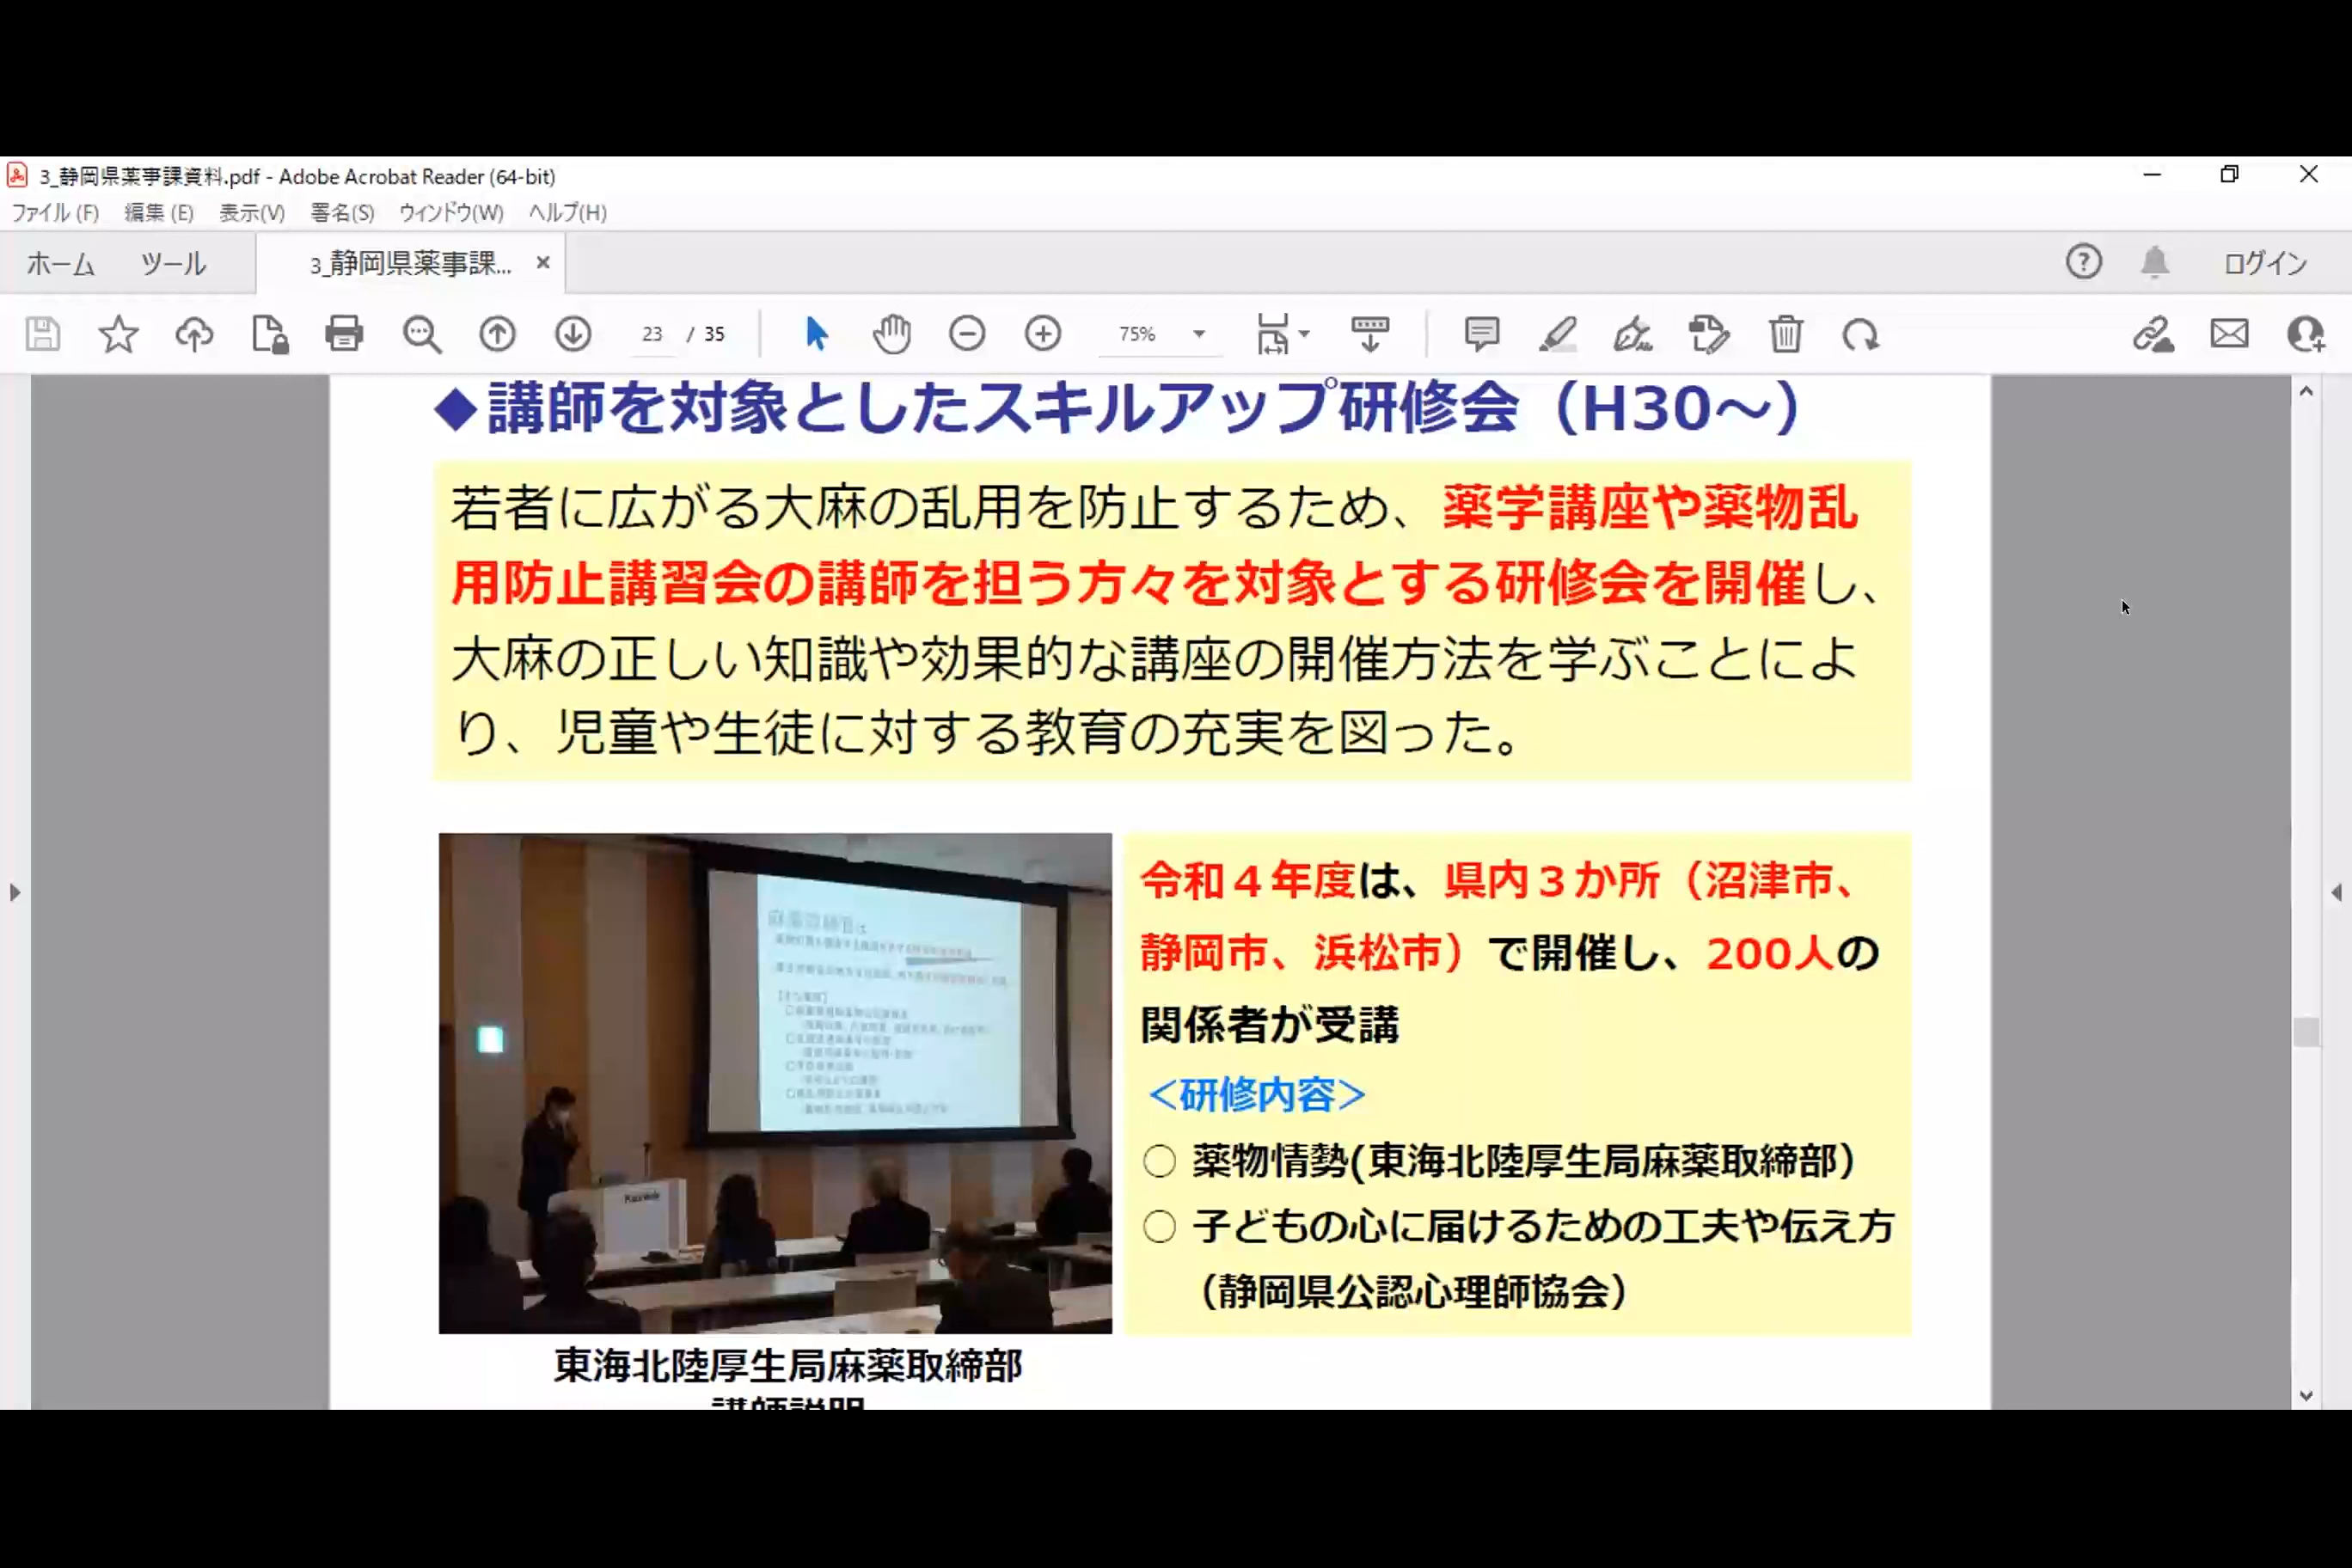 3_静岡県薬事課資料.pdf - Adobe Acrobat Reader (64-bit)
ファイル(F) 編集(E) 表示(V) 署名(S) ウィンドウ(W) ヘルプ(H)
ホーム ツール 3_静岡県薬事課... × ログイン
23 / 35 75%
◆講師を対象としたスキルアップ研修会（H30～）
若者に広がる大麻の乱用を防止するため、薬学講座や薬物乱
用防止講習会の講師を担う方々を対象とする研修会を開催し、
大麻の正しい知識や効果的な講座の開催方法を学ぶことによ
り、児童や生徒に対する教育の充実を図った。
令和４年度は、県内３か所（沼津市、
静岡市、浜松市）で開催し、200人の
関係者が受講
＜研修内容＞
○ 薬物情勢(東海北陸厚生局麻薬取締部）
○ 子どもの心に届けるための工夫や伝え方
（静岡県公認心理師協会）
東海北陸厚生局麻薬取締部
講師説明